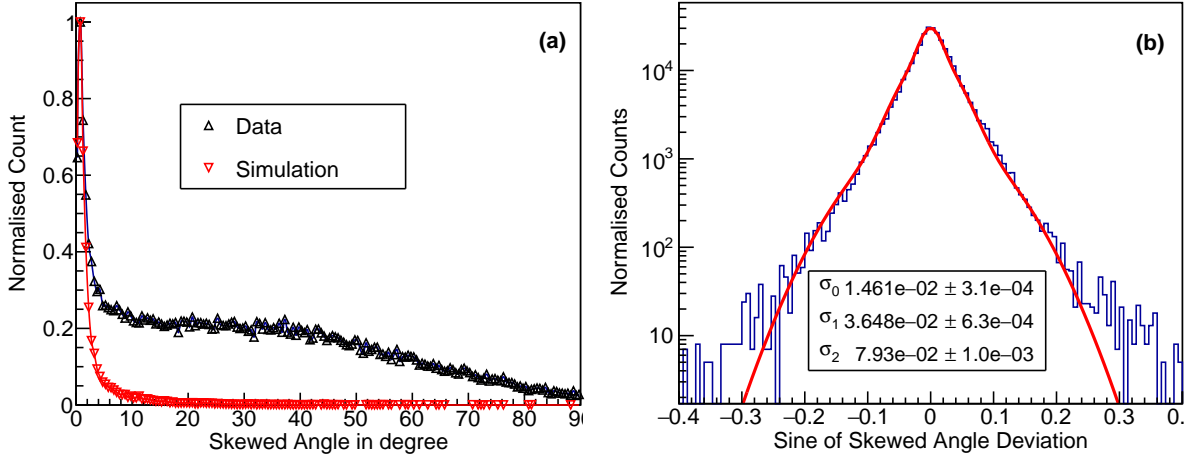 (a)
Data
Simulation
Normalised Count
1
0.8
0.6
0.4
0.2
0
0 10 20 30 40 50 60 70 80 90
Skewed Angle in degree
(b)
Normalised Counts
10⁴
10³
10²
10
σ₀ 1.461e−02 ± 3.1e−04
σ₁ 3.648e−02 ± 6.3e−04
σ₂ 7.93e−02 ± 1.0e−03
−0.4 −0.3 −0.2 −0.1 0 0.1 0.2 0.3 0.
Sine of Skewed Angle Deviation